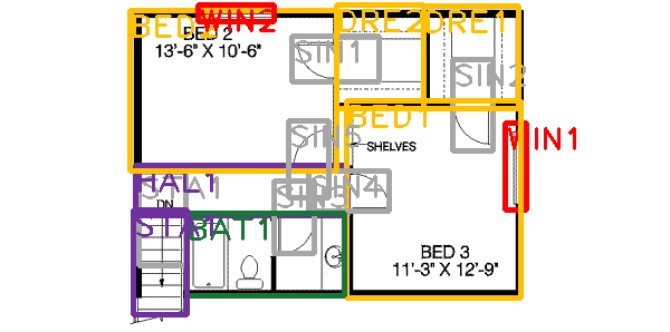 BED2 WIN2 DRE2 DRE1
BED 2
13'-6" X 10'-6"
SIN1
SIN2
BED1
SIN5 WIN1
SHELVES
HAL1 STA1 SIN4
DN
STA1 BAT1
BED 3
11'-3" X 12'-9"